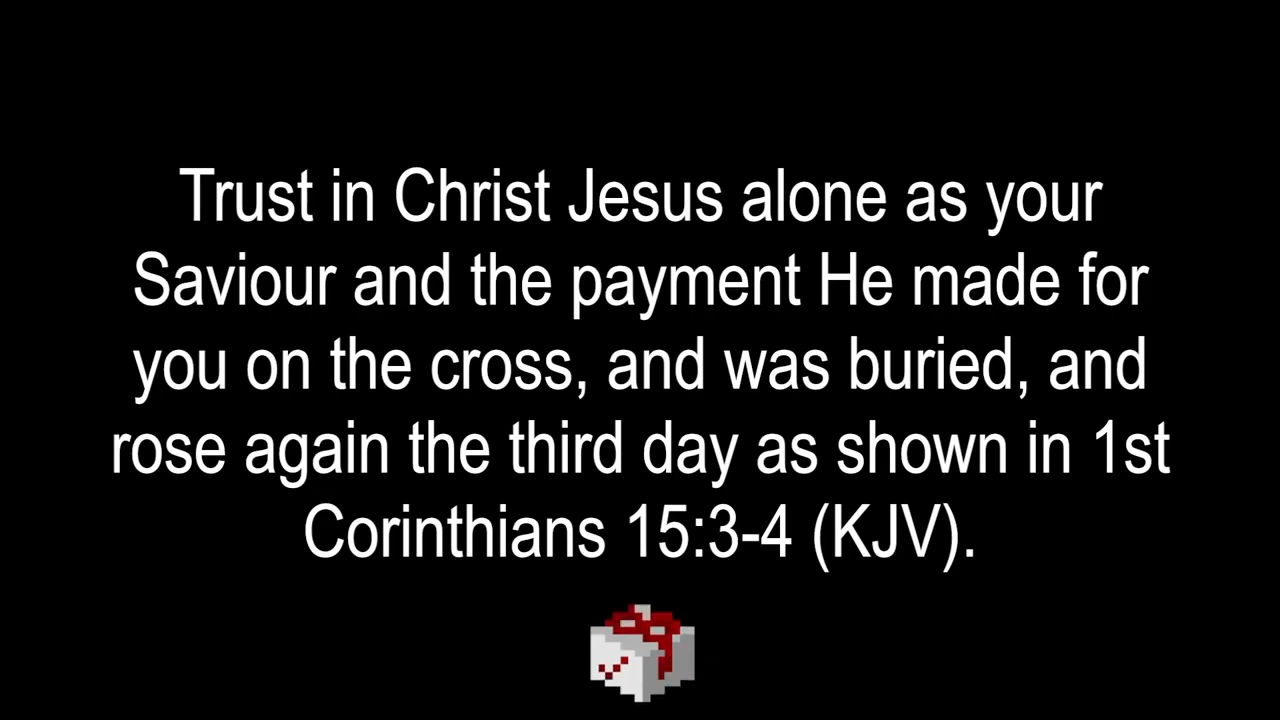 Trust in Christ Jesus alone as your
Saviour and the payment He made for
you on the cross, and was buried, and
rose again the third day as shown in 1st
Corinthians 15:3-4 (KJV).